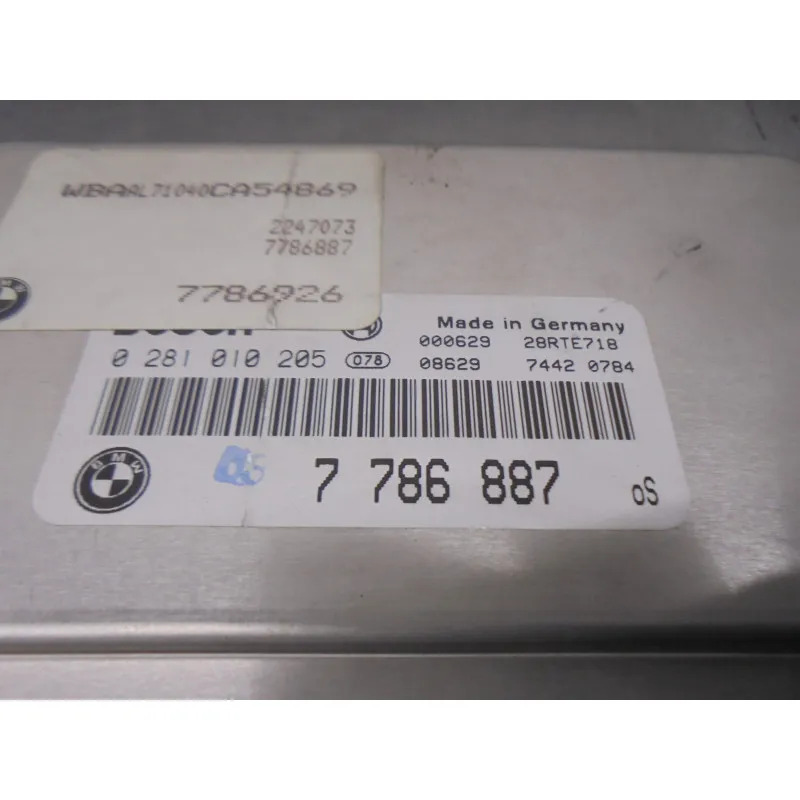 WBAAL71040CA54869
2247073
7786887
7786926
Made in Germany
000629 28RTE718
0 281 010 205 078 08629 7442 0784
BMW 7 786 887 oS